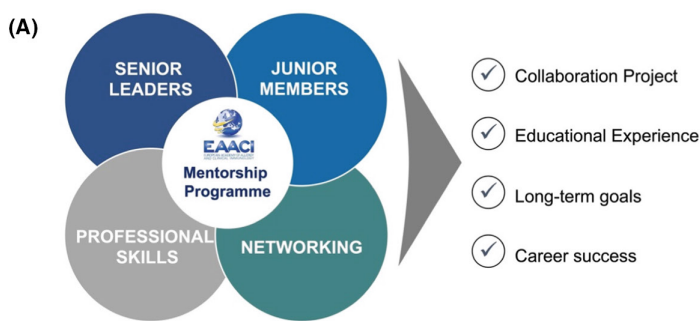 (A)
SENIOR
LEADERS
JUNIOR
MEMBERS
EAACI
Mentorship
Programme
PROFESSIONAL
SKILLS
NETWORKING
Collaboration Project
Educational Experience
Long-term goals
Career success